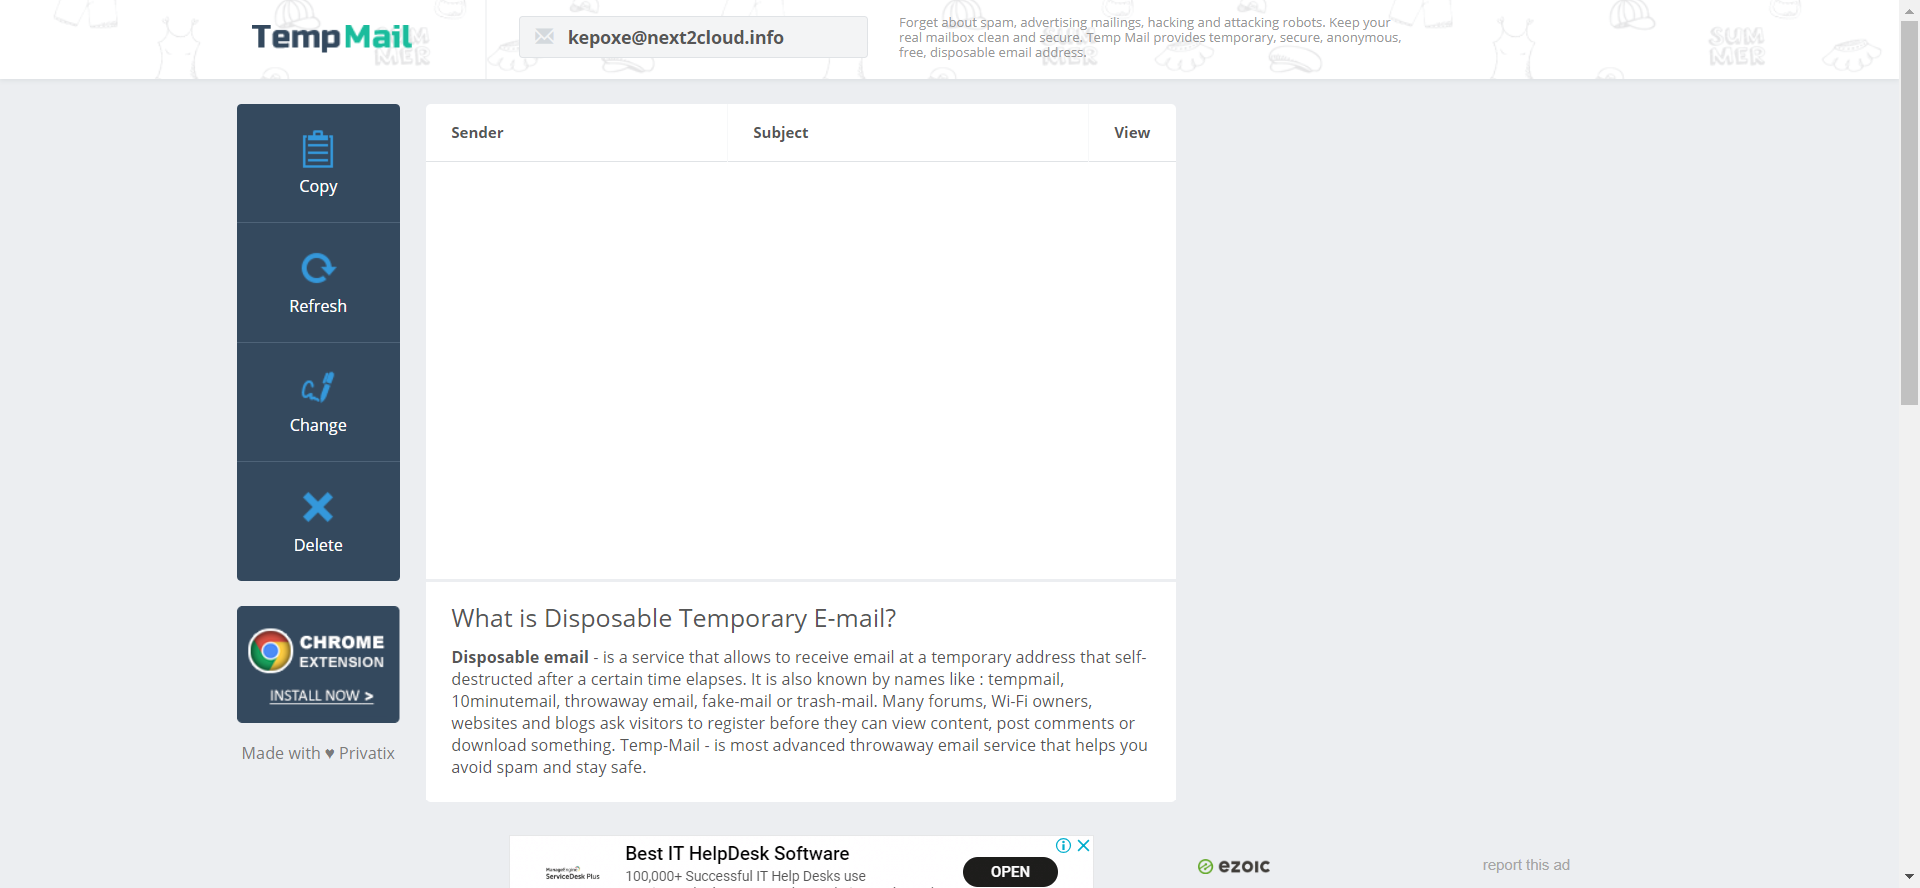 TempMail
kepoxe@next2cloud.info
Forget about spam, advertising mailings, hacking and attacking robots. Keep your
real mailbox clean and secure. Temp Mail provides temporary, secure, anonymous,
free, disposable email address.
SUMMER
SUMMER
SUMMER
Copy
Refresh
Change
Delete
CHROME
EXTENSION
INSTALL NOW >
Made with ♥ Privatix
Sender Subject View
What is Disposable Temporary E-mail?
Disposable email - is a service that allows to receive email at a temporary address that self-
destructed after a certain time elapses. It is also known by names like : tempmail,
10minutemail, throwaway email, fake-mail or trash-mail. Many forums, Wi-Fi owners,
websites and blogs ask visitors to register before they can view content, post comments or
download something. Temp-Mail - is most advanced throwaway email service that helps you
avoid spam and stay safe.
ManageEngine
ServiceDesk Plus
Best IT HelpDesk Software
100,000+ Successful IT Help Desks use
OPEN
EZOIC
report this ad